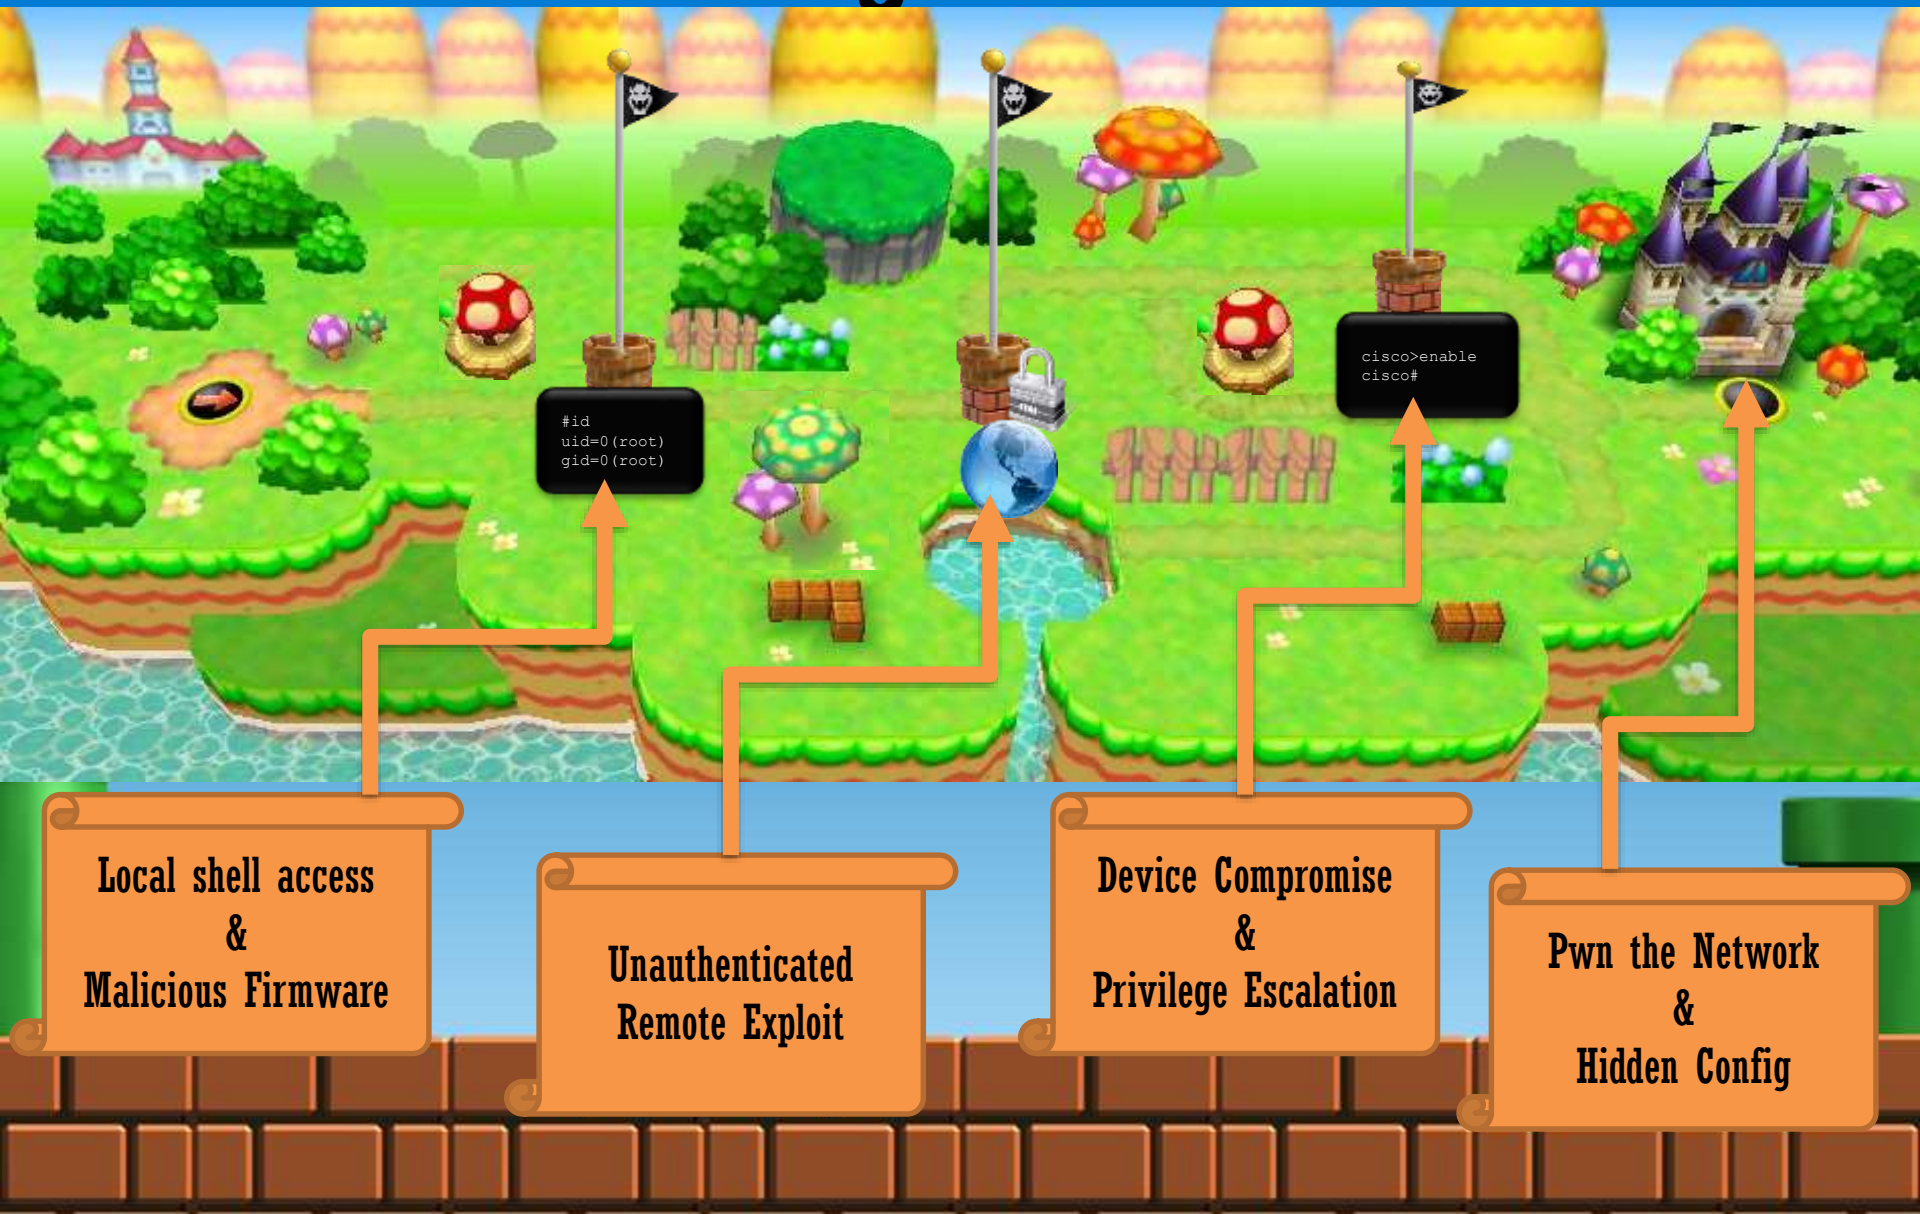 cisco>enable
cisco#
#id
uid=0(root)
gid=0(root)
Local shell access
&
Malicious Firmware
Unauthenticated
Remote Exploit
Device Compromise
&
Privilege Escalation
Pwn the Network
&
Hidden Config